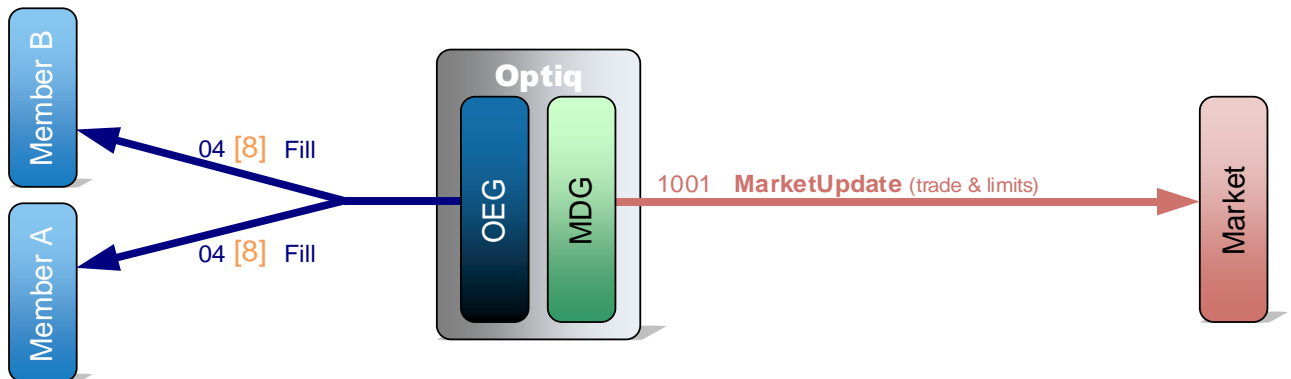 Member B
Optiq
04 [8] Fill
OEG
MDG
1001 MarketUpdate (trade & limits)
Market
04 [8] Fill
Member A